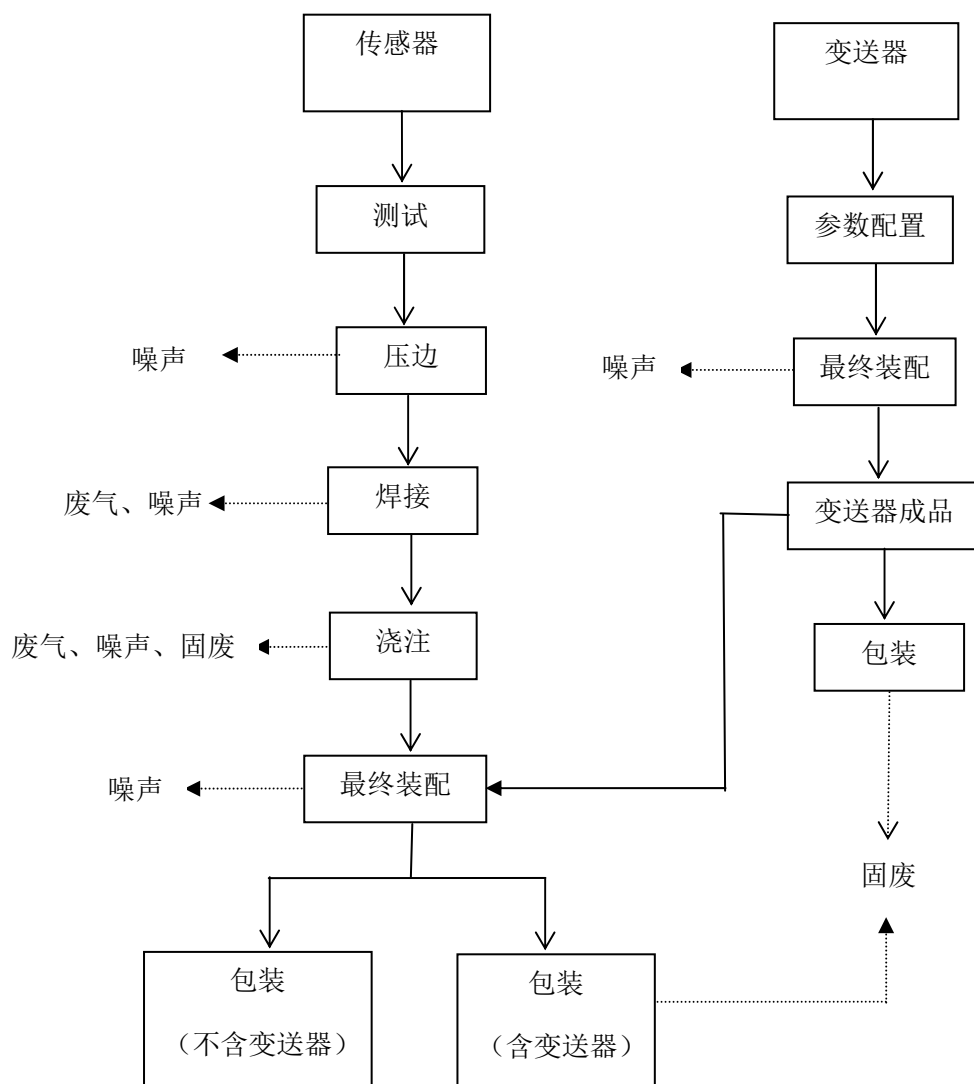 传感器
变送器
测试
参数配置
噪声
压边
噪声
最终装配
废气、噪声
焊接
变送器成品
废气、噪声、固废
浇注
包装
噪声
最终装配
固废
包装
（不含变送器）
包装
（含变送器）